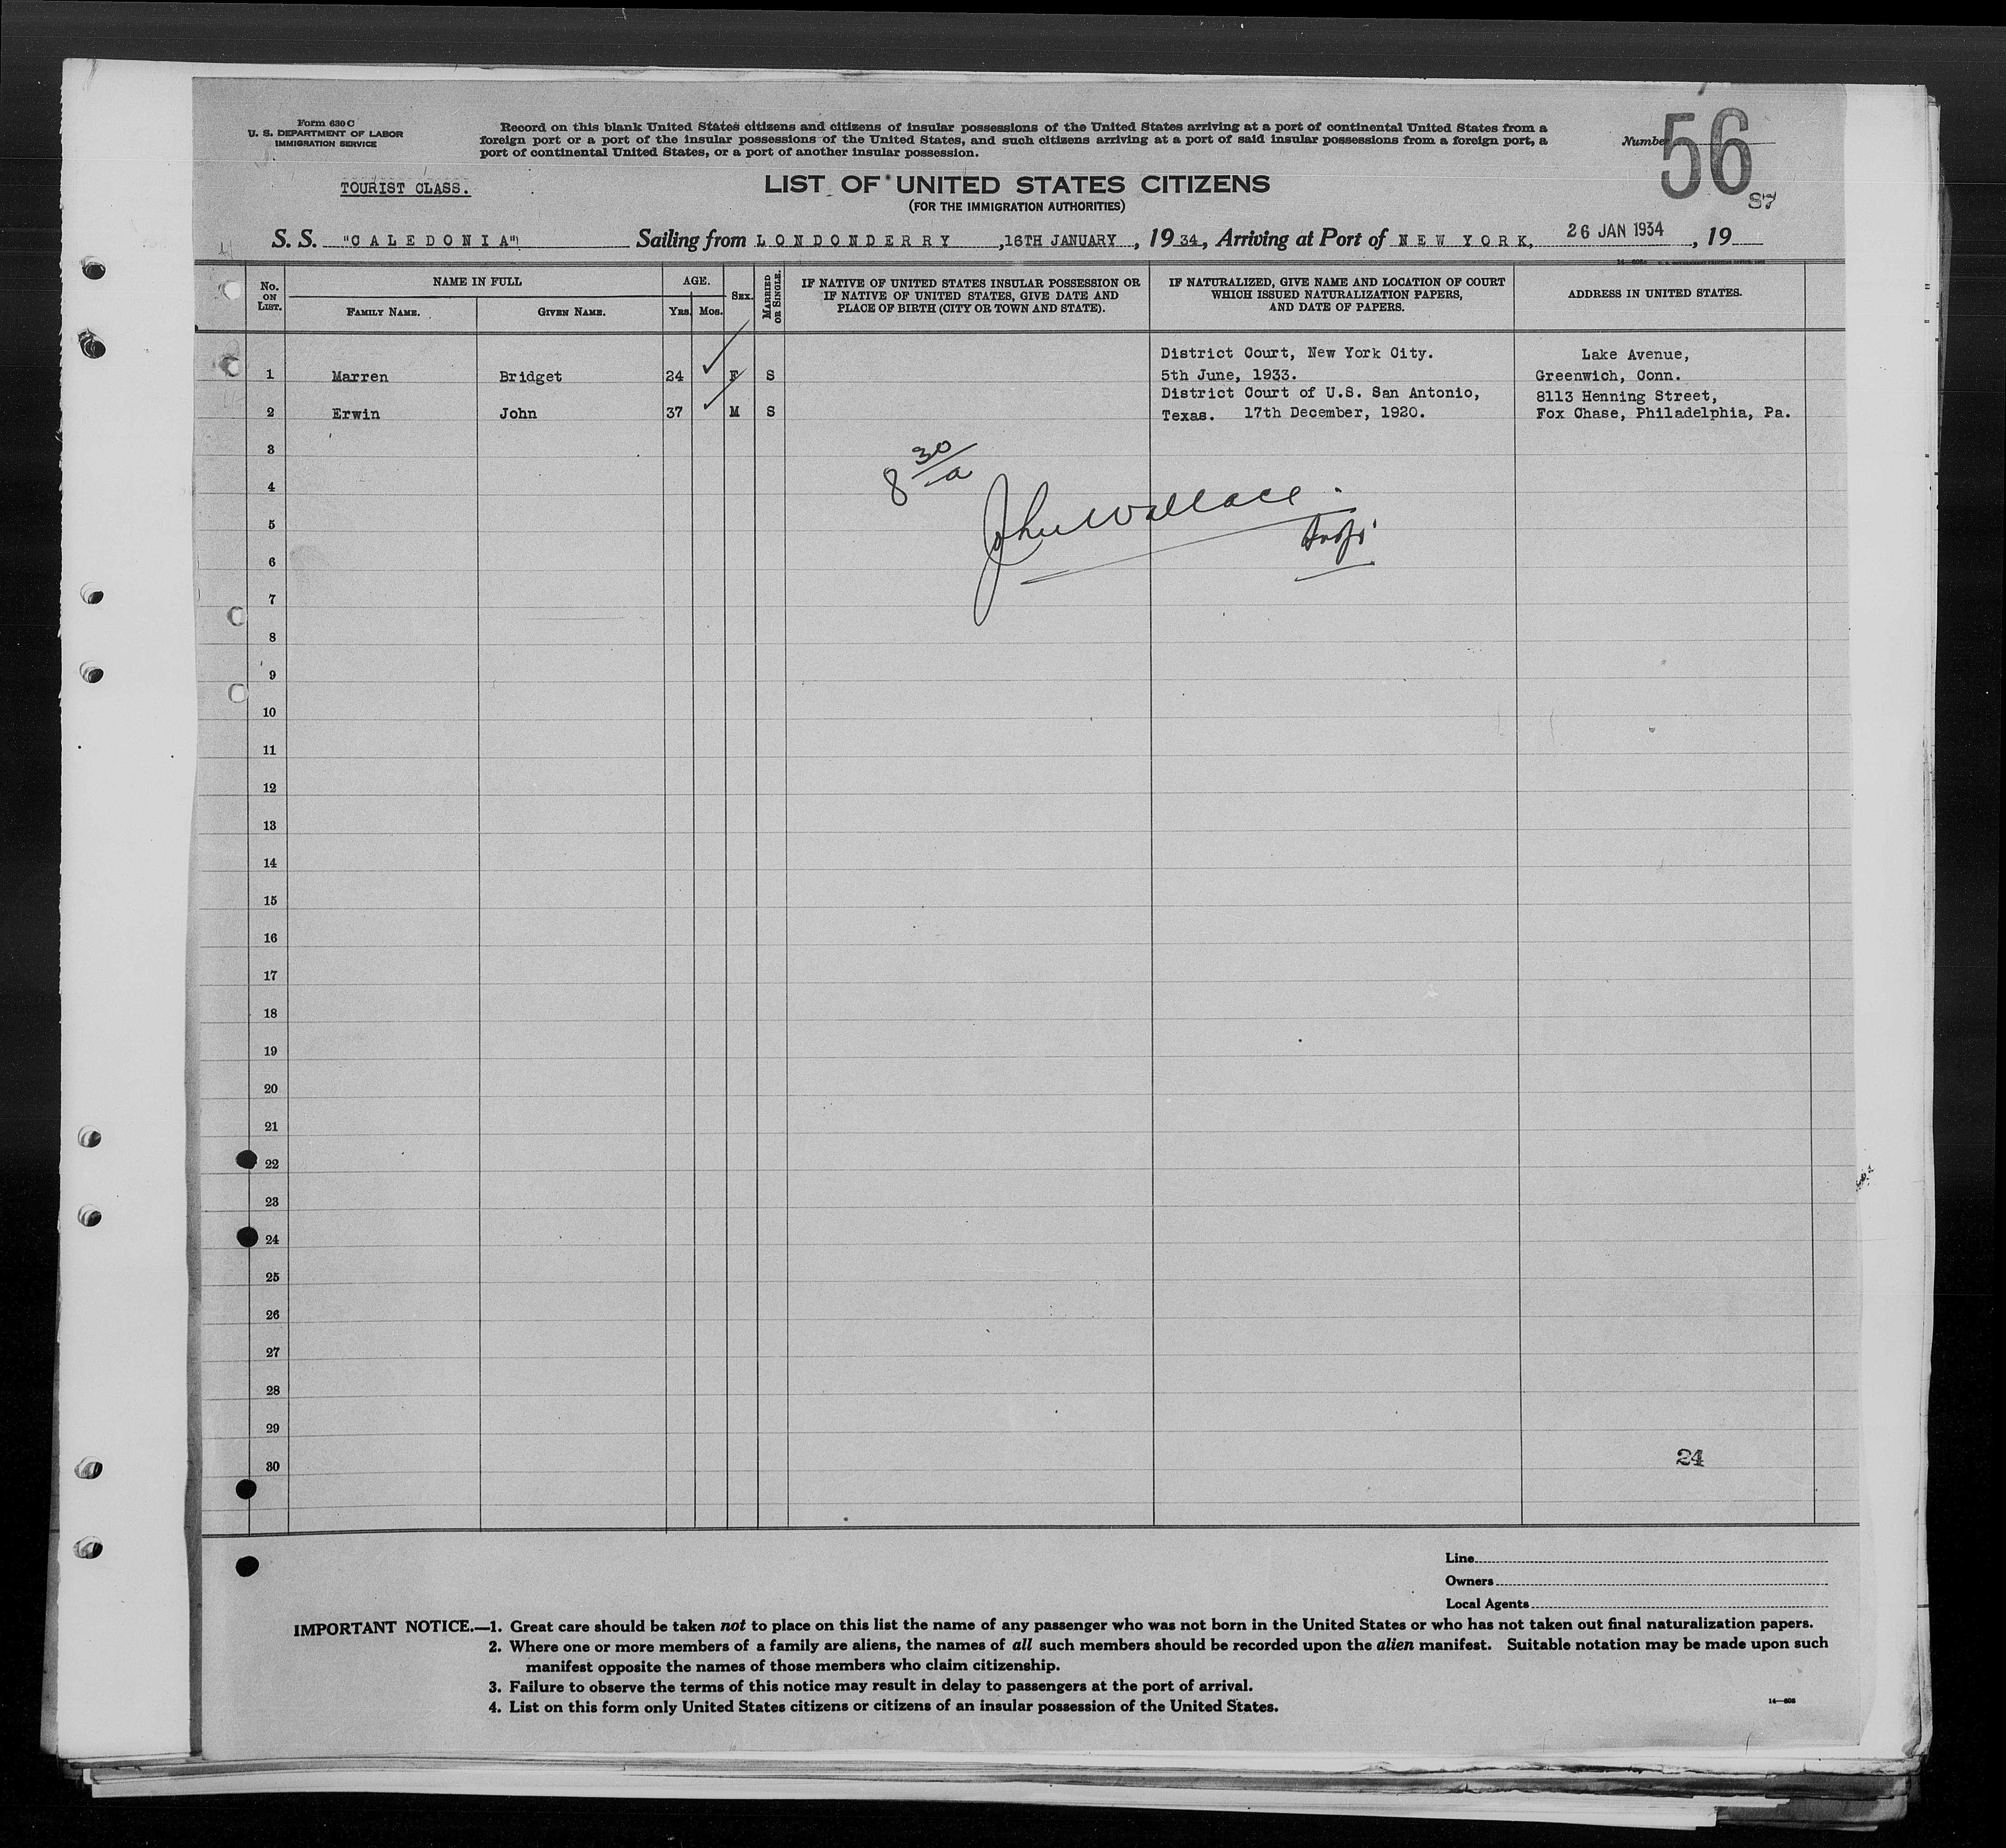 Form 630 C
U. S. DEPARTMENT OF LABOR
IMMIGRATION SERVICE
Record on this blank United States citizens and citizens of insular possessions of the United States arriving at a port of continental United States from a
foreign port or a port of the insular possessions of the United States, and such citizens arriving at a port of said insular possessions from a foreign port, a
port of continental United States, or a port of another insular possession.
Number 56
87
TOURIST CLASS.
LIST OF UNITED STATES CITIZENS
(FOR THE IMMIGRATION AUTHORITIES)
S. S. "CALEDONIA" Sailing from LONDONDERRY, 16TH JANUARY, 1934, Arriving at Port of NEW YORK, 26 JAN 1934, 19
No. ON LIST.
NAME IN FULL
FAMILY NAME.
GIVEN NAME.
AGE.
YRS. MOS.
SEX.
MARRIED OR SINGLE.
IF NATIVE OF UNITED STATES INSULAR POSSESSION OR
IF NATIVE OF UNITED STATES, GIVE DATE AND
PLACE OF BIRTH (CITY OR TOWN AND STATE).
IF NATURALIZED, GIVE NAME AND LOCATION OF COURT
WHICH ISSUED NATURALIZATION PAPERS,
AND DATE OF PAPERS.
ADDRESS IN UNITED STATES.
District Court, New York City. Lake Avenue,
1 Marren Bridget 24 F S 5th June, 1933. Greenwich, Conn.
District Court of U.S. San Antonio, 8113 Henning Street,
2 Erwin John 37 M S Texas. 17th December, 1920. Fox Chase, Philadelphia, Pa.
3
8 30/a
4
John Wallace.
5
6
7
8
9
10
11
12
13
14
15
16
17
18
19
20
21
22
23
24
25
26
27
28
29
24
30
Line
Owners
Local Agents
IMPORTANT NOTICE.—1. Great care should be taken not to place on this list the name of any passenger who was not born in the United States or who has not taken out final naturalization papers.
2. Where one or more members of a family are aliens, the names of all such members should be recorded upon the alien manifest. Suitable notation may be made upon such
manifest opposite the names of those members who claim citizenship.
3. Failure to observe the terms of this notice may result in delay to passengers at the port of arrival.
4. List on this form only United States citizens or citizens of an insular possession of the United States.